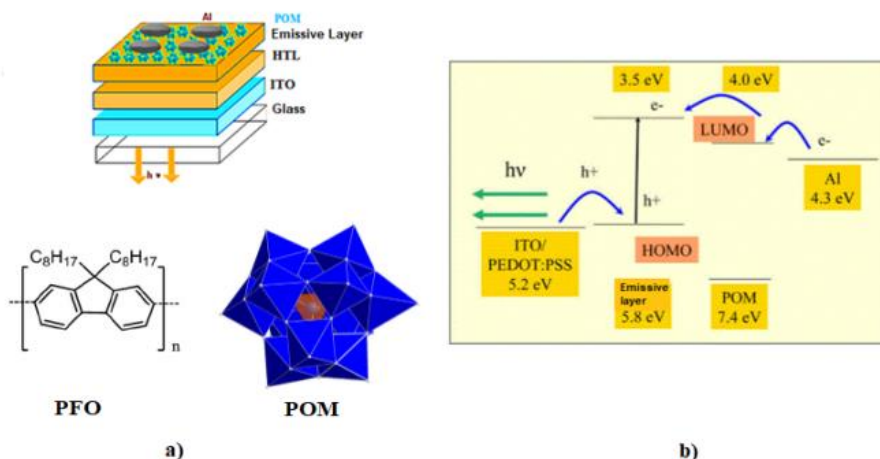 Al
POM
Emissive Layer
HTL
ITO
Glass
h ν
C₈H₁₇ C₈H₁₇
n
PFO
POM
a)
3.5 eV
4.0 eV
e-
LUMO
e-
hν
h+
Al
4.3 eV
h+
ITO/
PEDOT:PSS
5.2 eV
HOMO
Emissive
layer
5.8 eV
POM
7.4 eV
b)